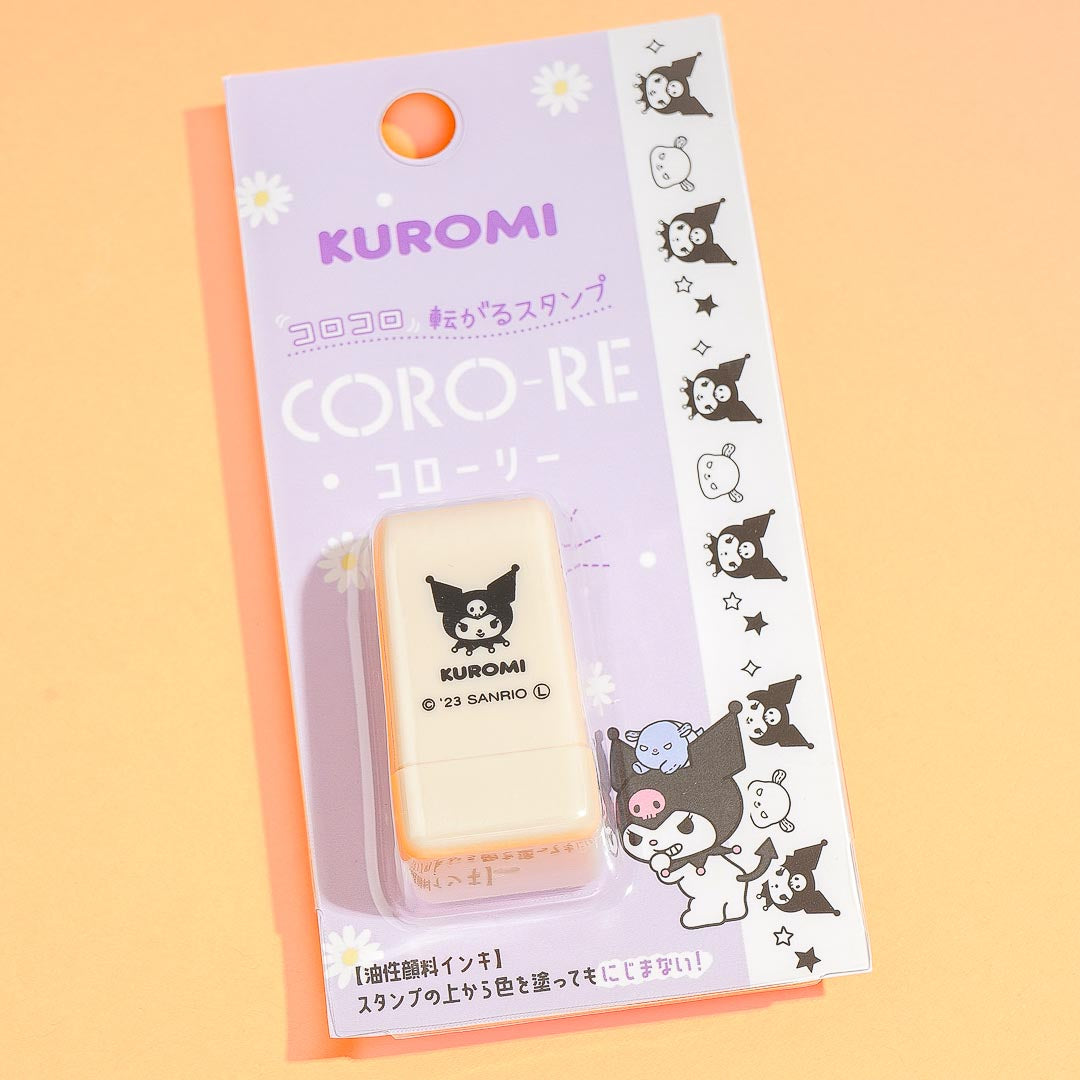 KUROMI
コロコロ 転がるスタンプ
CORO-RE
・コローリー
KUROMI
© '23 SANRIO Ⓛ
【油性顔料インキ】
スタンプの上から色を塗ってもにじまない!